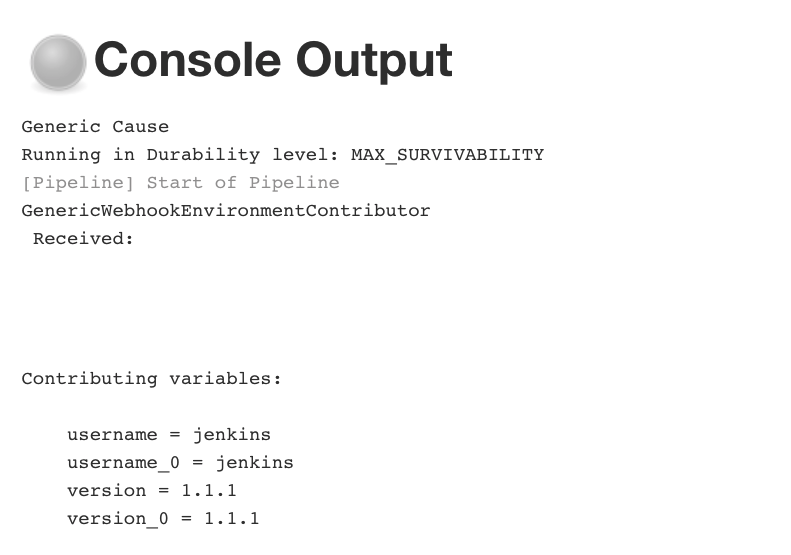 Console Output
Generic Cause
Running in Durability level: MAX_SURVIVABILITY
[Pipeline] Start of Pipeline
GenericWebhookEnvironmentContributor
 Received:
Contributing variables:
    username = jenkins
    username_0 = jenkins
    version = 1.1.1
    version_0 = 1.1.1